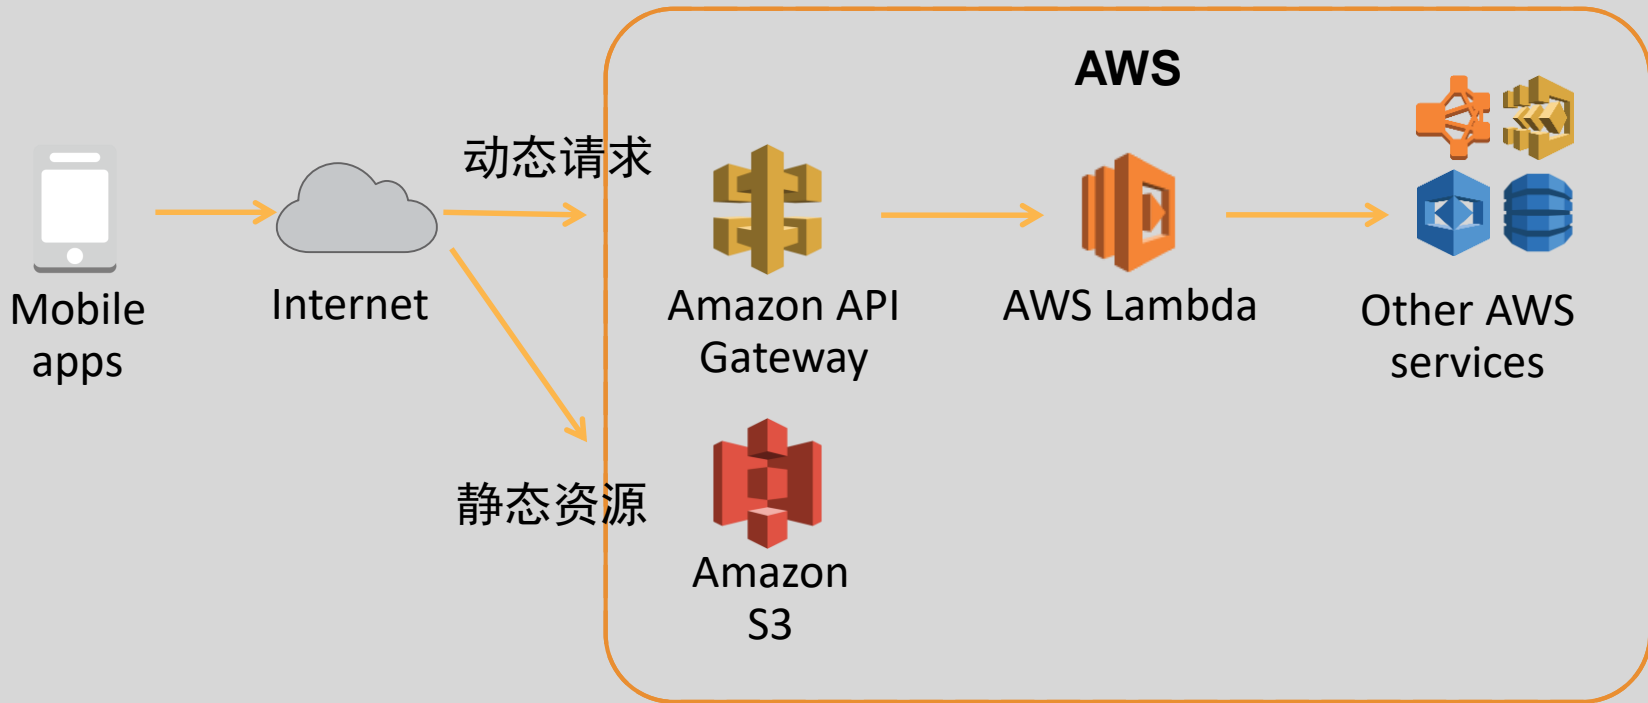 AWS
动态请求
Mobile
apps
Internet
Amazon API
Gateway
AWS Lambda
Other AWS
services
静态资源
Amazon
S3